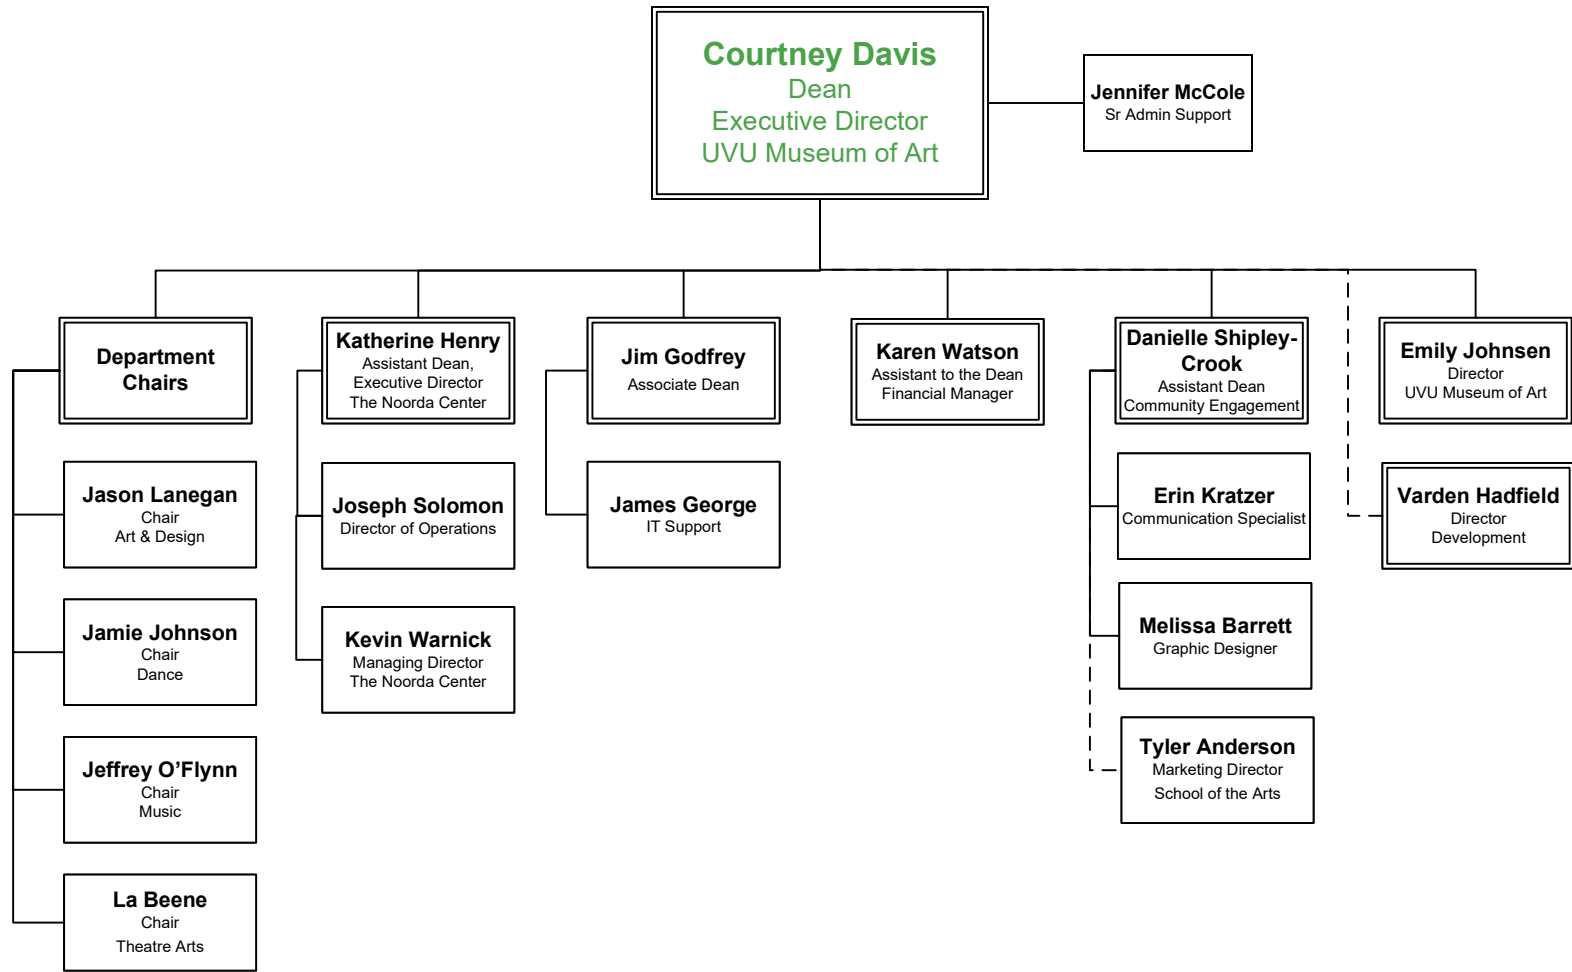 Courtney Davis
Dean
Executive Director
UVU Museum of Art
Jennifer McCole
Sr Admin Support
Department
Chairs
Jason Lanegan
Chair
Art & Design
Jamie Johnson
Chair
Dance
Jeffrey O’Flynn
Chair
Music
La Beene
Chair
Theatre Arts
Katherine Henry
Assistant Dean,
Executive Director
The Noorda Center
Joseph Solomon
Director of Operations
Kevin Warnick
Managing Director
The Noorda Center
Jim Godfrey
Associate Dean
James George
IT Support
Karen Watson
Assistant to the Dean
Financial Manager
Danielle Shipley-
Crook
Assistant Dean
Community Engagement
Erin Kratzer
Communication Specialist
Melissa Barrett
Graphic Designer
Tyler Anderson
Marketing Director
School of the Arts
Emily Johnsen
Director
UVU Museum of Art
Varden Hadfield
Director
Development